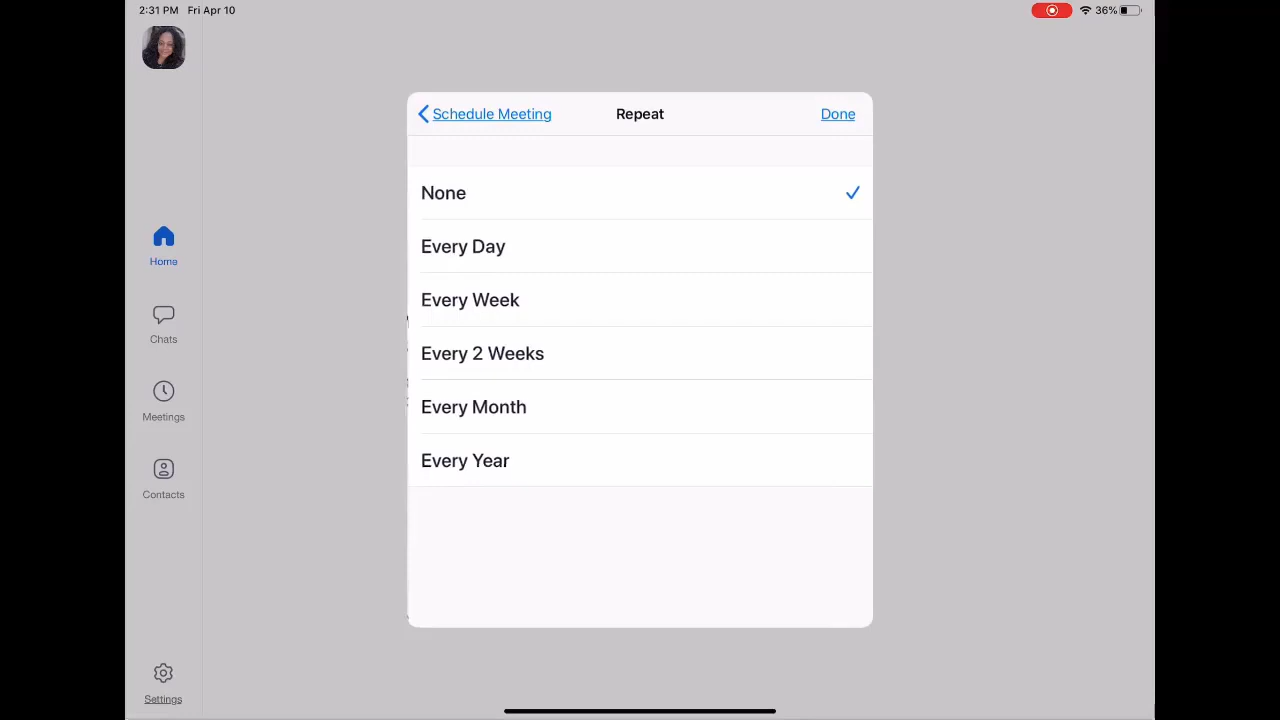 2:31 PM Fri Apr 10
36%
Schedule Meeting
Repeat
Done
None
Every Day
Every Week
Every 2 Weeks
Every Month
Every Year
Home
Chats
Meetings
Contacts
Settings